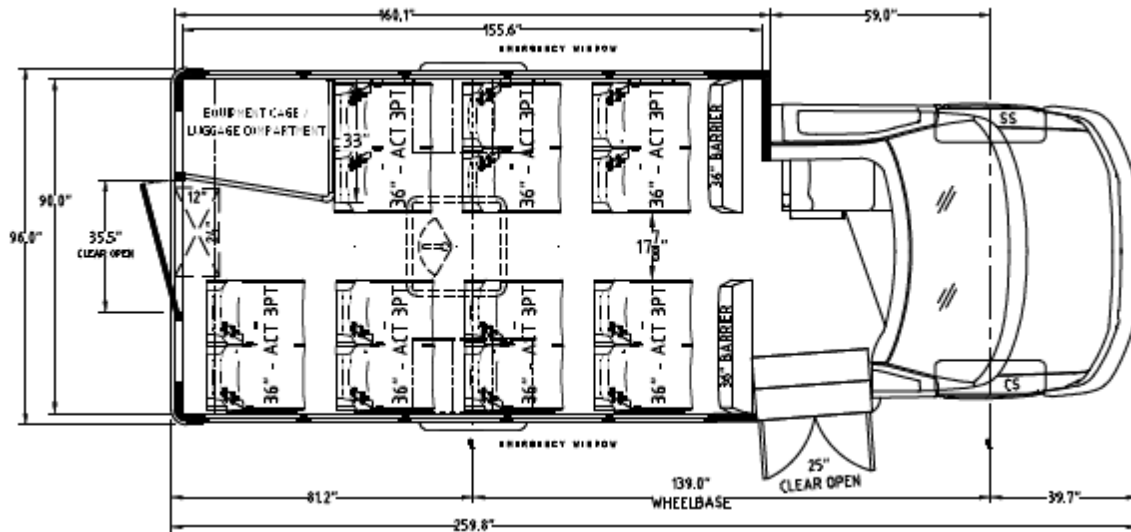 160.1"
59.0"
155.6"
EMERGENCY WINDOW
EQUIPMENT CAGE /
LUGGAGE COMPARTMENT
33"
36" - ACT 3PT
36" - ACT 3PT
36" - ACT 3PT
36" BARRIER
SS
90.0"
96.0"
35.5"
CLEAR OPEN
12"
24"
36" - ACT 3PT
36" - ACT 3PT
36" - ACT 3PT
36" - ACT 3PT
36" BARRIER
CS
EMERGENCY WINDOW
25"
CLEAR OPEN
81.2"
139.0"
WHEELBASE
39.7"
259.8"